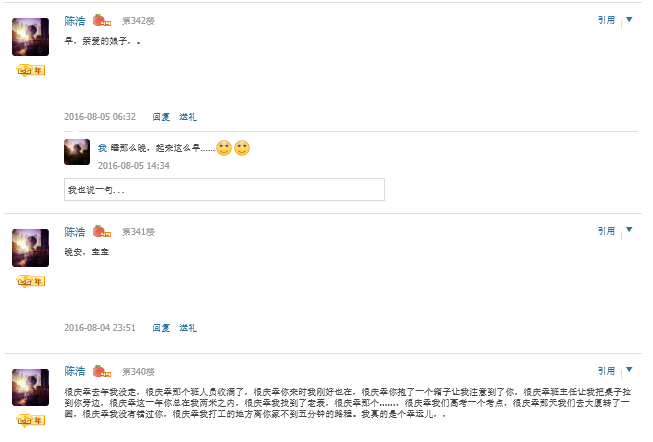 陈浩 第342楼 引用
早，亲爱的娘子，。
2016-08-05 06:32 回复 送礼
我 睡那么晚，起来这么早......
2016-08-05 14:34
我也说一句...
陈浩 第341楼 引用
晚安，宝宝
2016-08-04 23:51 回复 送礼
陈浩 第340楼 引用
很庆幸去年我没走，很庆幸那个班人员收满了，很庆幸你来时我刚好也在，很庆幸你抱了一个箱子让我注意到了你，很庆幸班主任让我把桌子拉
到你旁边，很庆幸这一年你总在我两米之内，很庆幸我找到了老表，很庆幸那个.......，很庆幸我们高考一个考点，很庆幸那天我们去大厦转了一
圈，很庆幸我没有错过你，很庆幸我打工的地方离你家不到五分钟的路程。我真的是个幸运儿，.